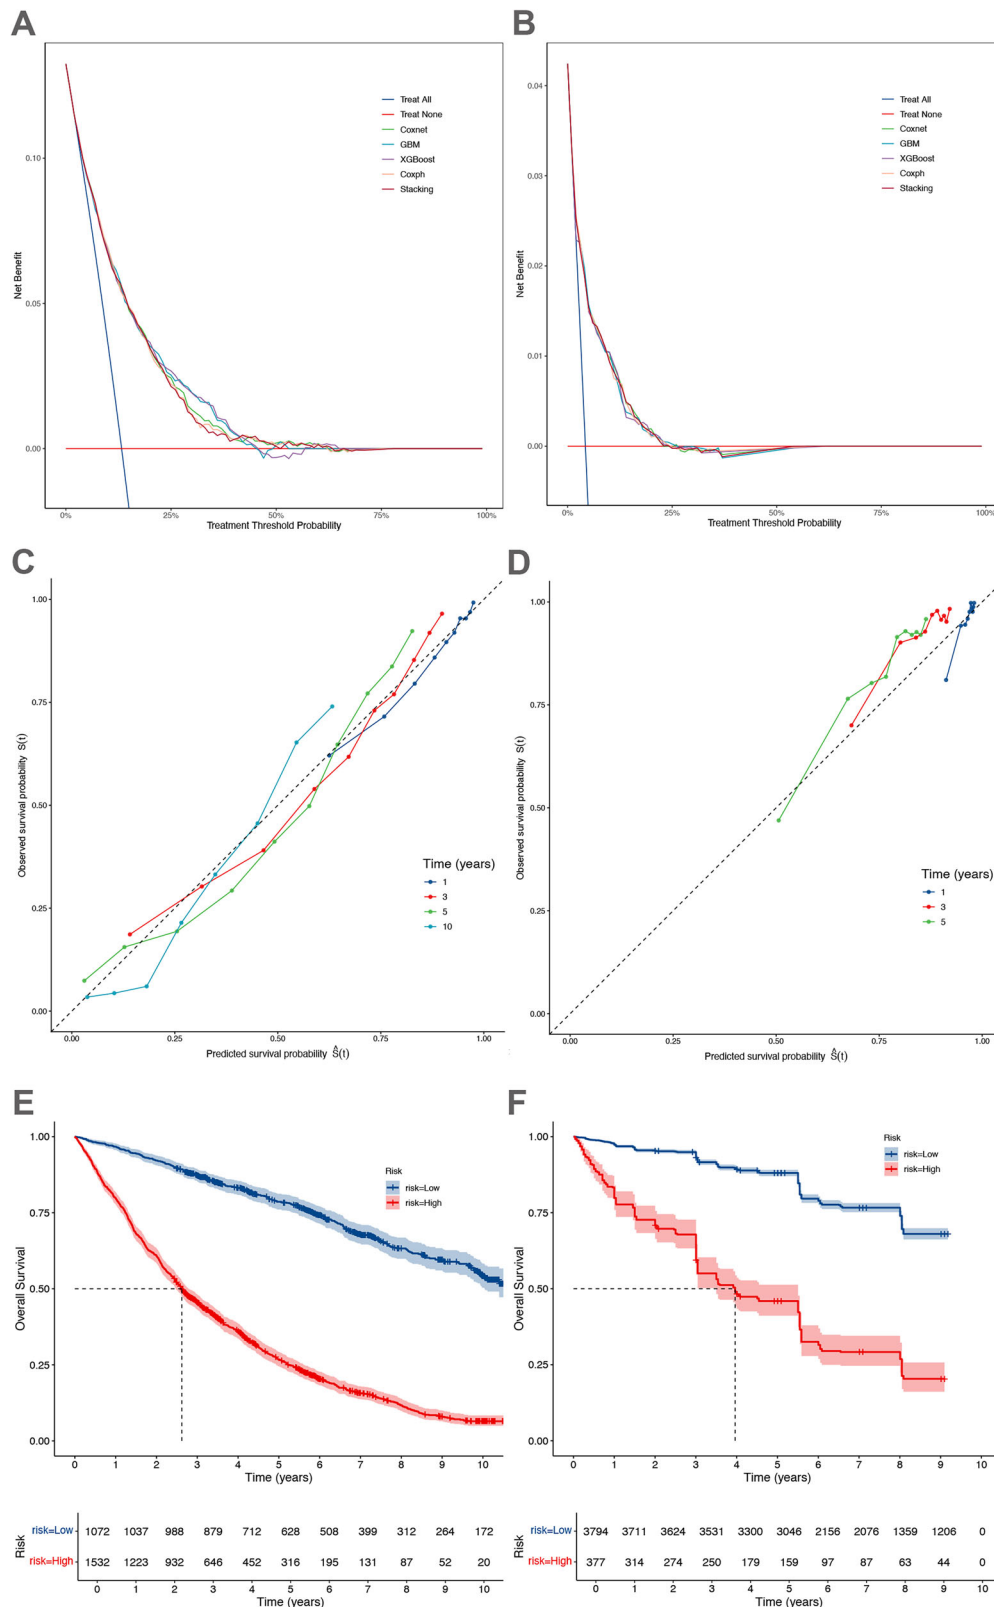 A
B
0.10
0.05
0.00
Net Benefit
Treat All
Treat None
Coxnet
GBM
XGBoost
Coxph
Stacking
0% 25% 50% 75% 100%
Treatment Threshold Probability
0.04
0.03
0.02
0.01
0.00
Net Benefit
Treat All
Treat None
Coxnet
GBM
XGBoost
Coxph
Stacking
0% 25% 50% 75% 100%
Treatment Threshold Probability
C
D
1.00
0.75
0.50
0.25
0.00
Observed survival probability S(t)
Time (years)
1
3
5
10
0.00 0.25 0.50 0.75 1.00
Predicted survival probability Ŝ(t)
1.00
0.75
0.50
0.25
0.00
Observed survival probability S(t)
Time (years)
1
3
5
0.00 0.25 0.50 0.75 1.00
Predicted survival probability Ŝ(t)
E
F
1.00
0.75
0.50
0.25
0.00
Overall Survival
Risk
risk=Low
risk=High
0 1 2 3 4 5 6 7 8 9 10
Time (years)
Risk
risk=Low 1072 1037 988 879 712 628 508 399 312 264 172
risk=High 1532 1223 932 646 452 316 195 131 87 52 20
0 1 2 3 4 5 6 7 8 9 10
Time (years)
1.00
0.75
0.50
0.25
0.00
Overall Survival
Risk
risk=Low
risk=High
0 1 2 3 4 5 6 7 8 9 10
Time (years)
Risk
risk=Low 3794 3711 3624 3531 3300 3046 2156 2076 1359 1206 0
risk=High 377 314 274 250 179 159 97 87 63 44 0
0 1 2 3 4 5 6 7 8 9 10
Time (years)